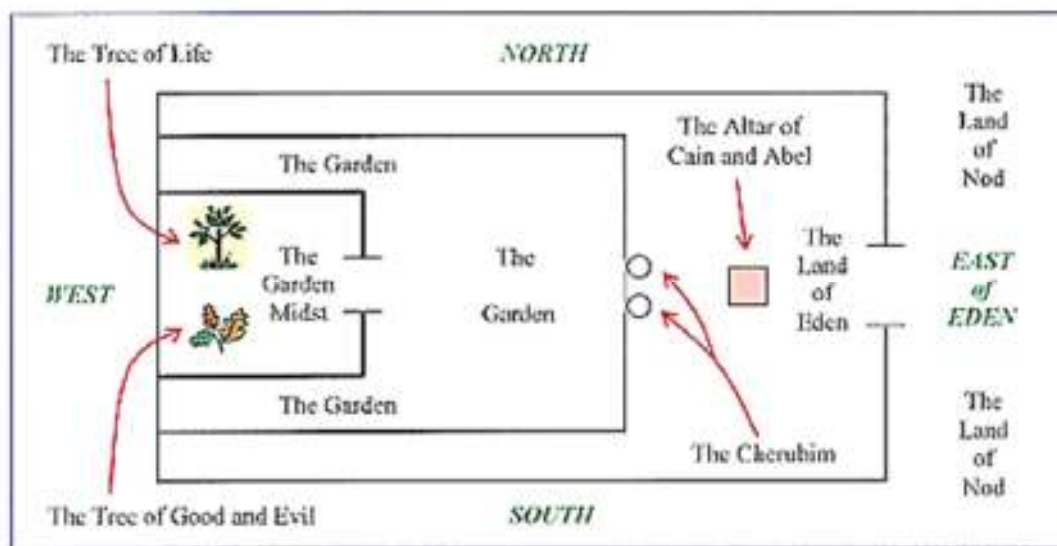 The Tree of Life
NORTH
The
Land
of
Nod
The Altar of
Cain and Abel
The Garden
The
Garden
Midst
The
Garden
The
Land
of
Eden
WEST
EAST
of
EDEN
The Garden
The Cherubim
The
Land
of
Nod
The Tree of Good and Evil
SOUTH